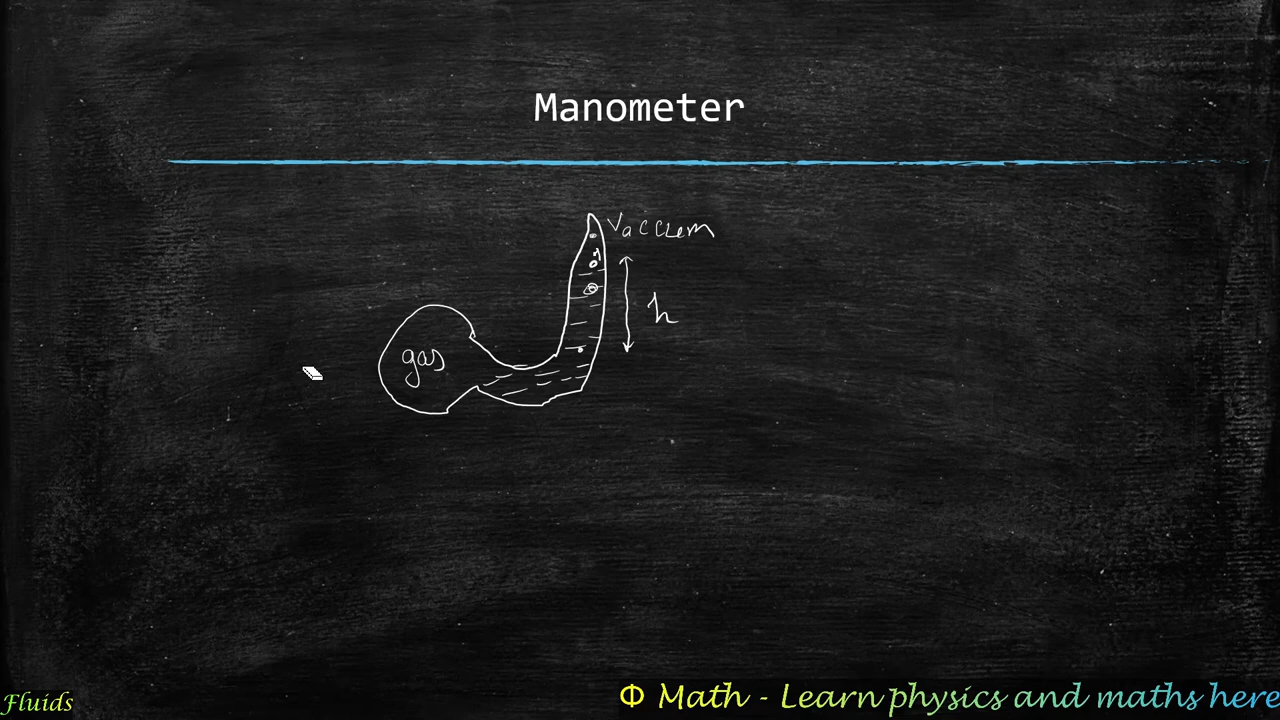 Manometer
Vaccum
h
gas
Fluids
Φ Math - Learn physics and maths here